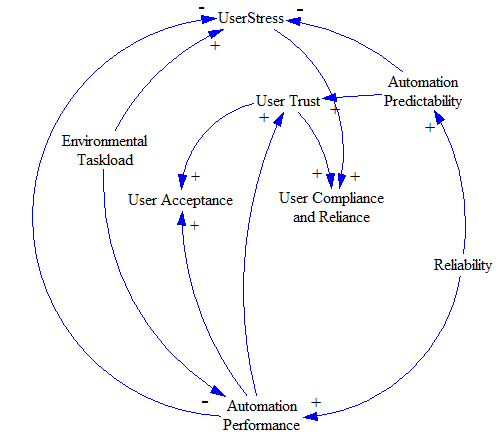 -
-
UserStress
+
Automation
Predictability
User Trust
+
+
+
Environmental
Taskload
+
+
+
User Acceptance
User Compliance
and Reliance
+
Reliability
-
+
Automation
Performance